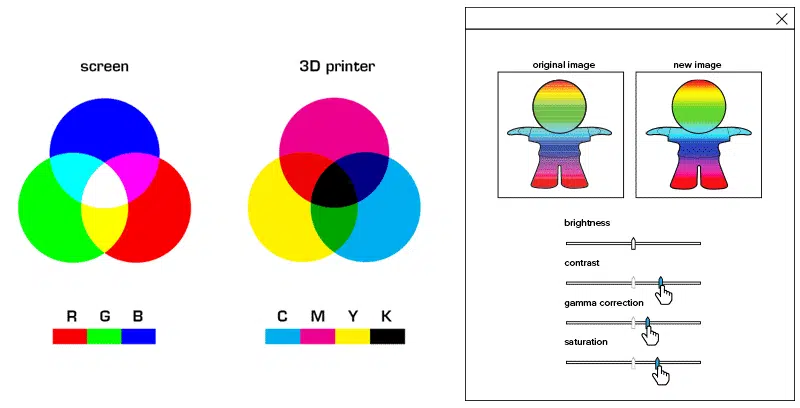 screen
3D printer
R G B
C M Y K
original image
new image
brightness
contrast
gamma correction
saturation